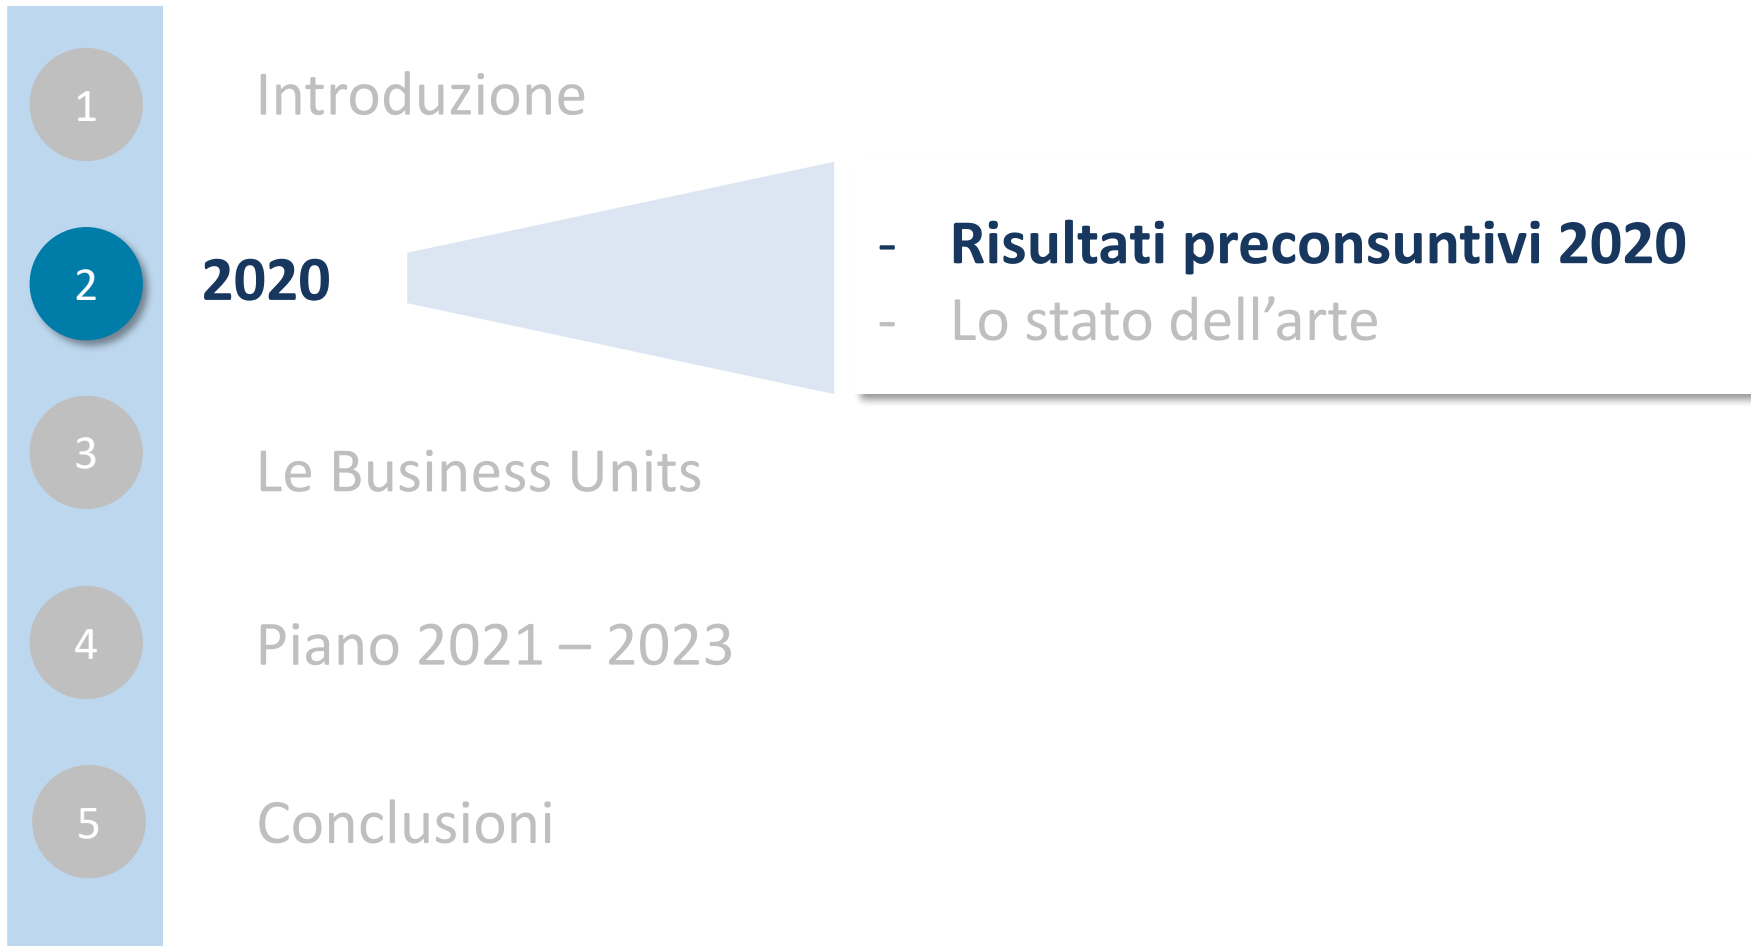 1 Introduzione
2 2020
- Risultati preconsuntivi 2020
- Lo stato dell’arte
3 Le Business Units
4 Piano 2021 – 2023
5 Conclusioni